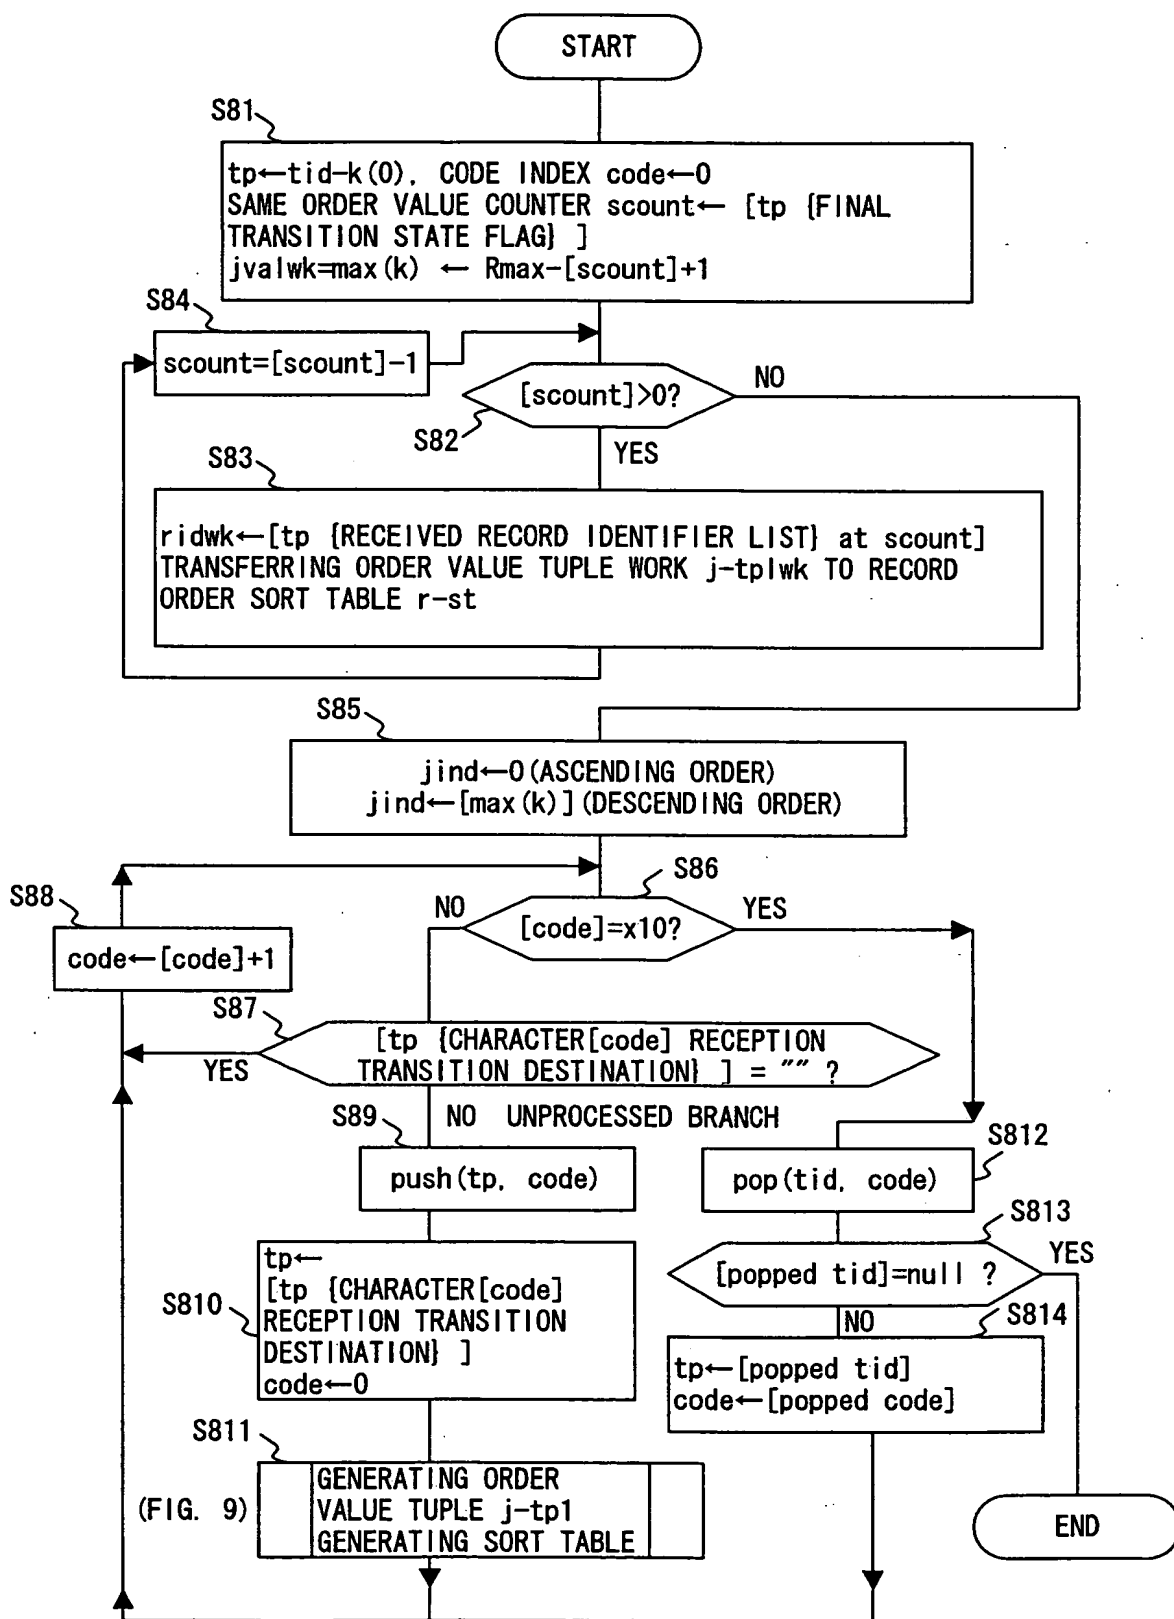 START
S81
tp←tid-k(0), CODE INDEX code←0
SAME ORDER VALUE COUNTER scount← [tp {FINAL
TRANSITION STATE FLAG} ]
jvalwk=max(k) ← Rmax-[scount]+1
S84
scount=[scount]-1
[scount]>0?
NO
S82
YES
S83
ridwk←[tp {RECEIVED RECORD IDENTIFIER LIST} at scount]
TRANSFERRING ORDER VALUE TUPLE WORK j-tplwk TO RECORD
ORDER SORT TABLE r-st
S85
jind←0(ASCENDING ORDER)
jind←[max(k)](DESCENDING ORDER)
S86
S88
NO
[code]=x10?
YES
code←[code]+1
S87
[tp {CHARACTER[code] RECEPTION
TRANSITION DESTINATION} ] = "" ?
YES
NO UNPROCESSED BRANCH
S89
push(tp, code)
S812
pop(tid, code)
S813
[popped tid]=null ?
YES
S810
tp←
[tp {CHARACTER[code]
RECEPTION TRANSITION
DESTINATION} ]
code←0
NO
S814
tp←[popped tid]
code←[popped code]
S811
(FIG. 9)
GENERATING ORDER
VALUE TUPLE j-tp1
GENERATING SORT TABLE
END